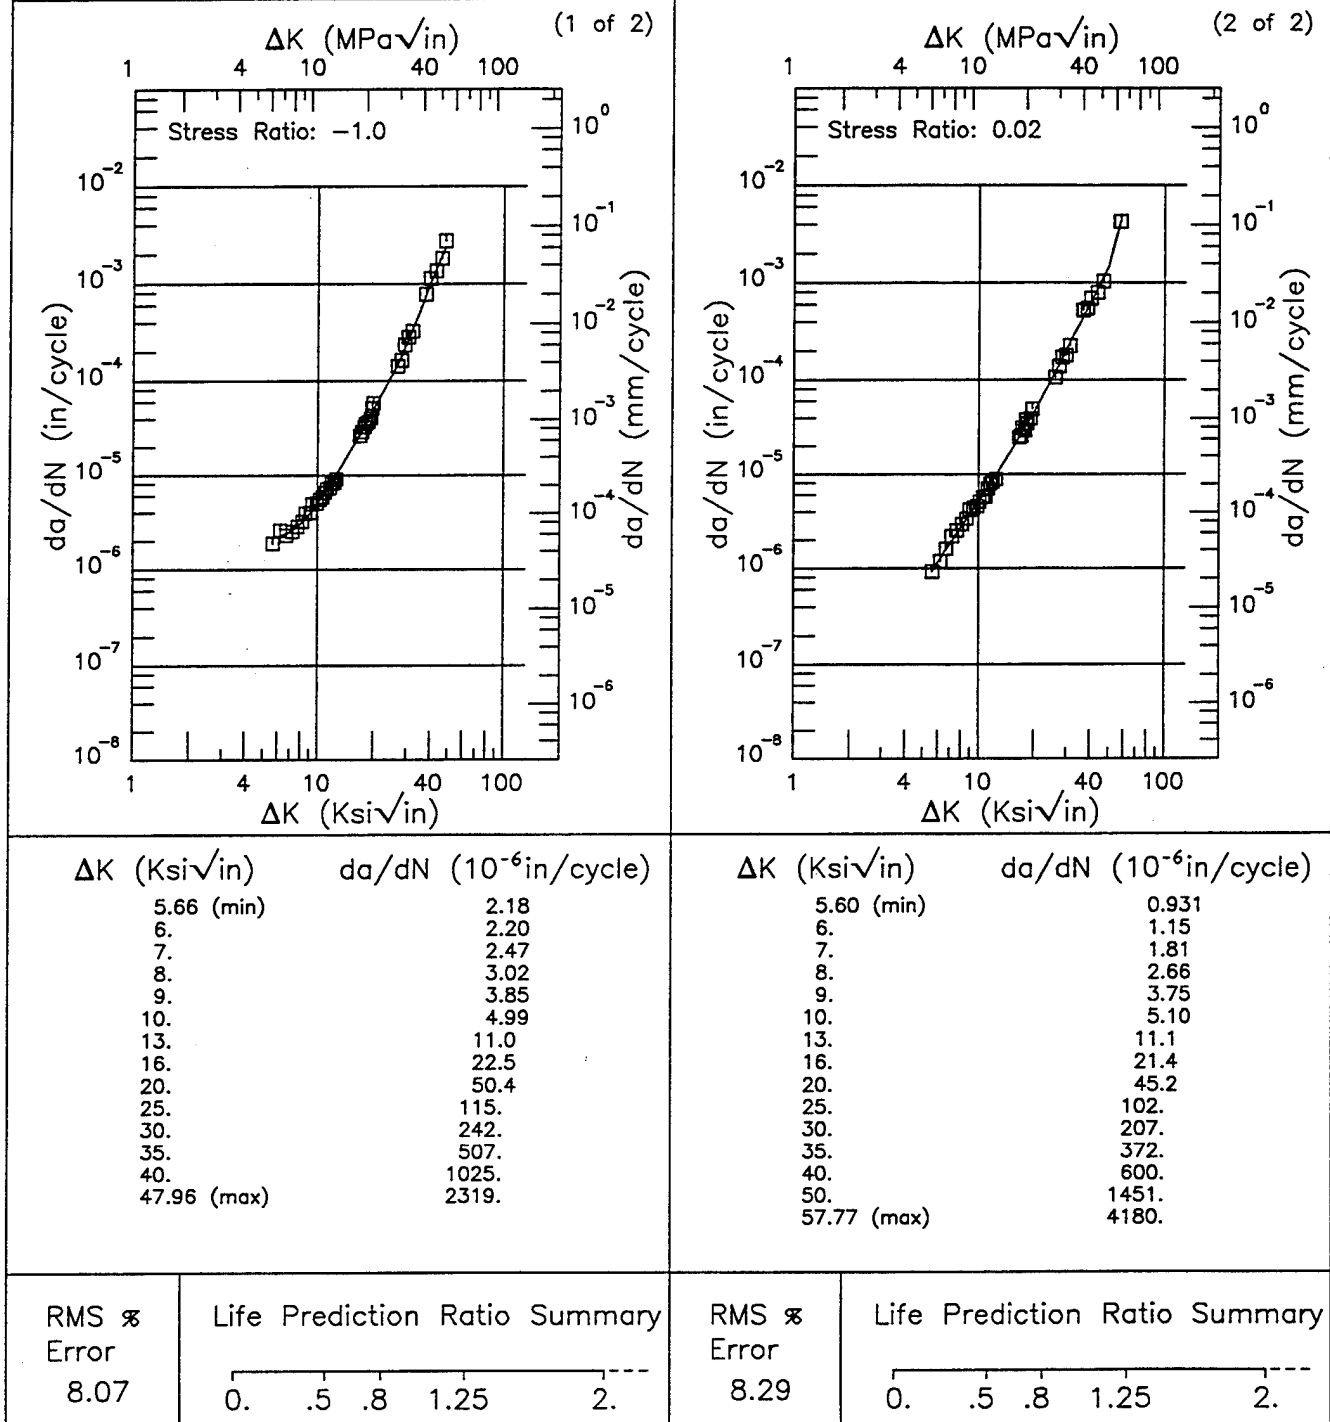 (1 of 2)
ΔK (MPa√in)
1 4 10 40 100
Stress Ratio: −1.0
10⁻²
10⁻³
10⁻⁴
10⁻⁵
10⁻⁶
10⁻⁷
10⁻⁸
da/dN (in/cycle)
10⁰
10⁻¹
10⁻²
10⁻³
10⁻⁴
10⁻⁵
10⁻⁶
da/dN (mm/cycle)
1 4 10 40 100
ΔK (Ksi√in)
ΔK (Ksi√in) da/dN (10⁻⁶in/cycle)
5.66 (min) 2.18
6. 2.20
7. 2.47
8. 3.02
9. 3.85
10. 4.99
13. 11.0
16. 22.5
20. 50.4
25. 115.
30. 242.
35. 507.
40. 1025.
47.96 (max) 2319.
RMS %
Error
8.07
Life Prediction Ratio Summary
0. .5 .8 1.25 2.
(2 of 2)
ΔK (MPa√in)
1 4 10 40 100
Stress Ratio: 0.02
10⁻²
10⁻³
10⁻⁴
10⁻⁵
10⁻⁶
10⁻⁷
10⁻⁸
da/dN (in/cycle)
10⁰
10⁻¹
10⁻²
10⁻³
10⁻⁴
10⁻⁵
10⁻⁶
da/dN (mm/cycle)
1 4 10 40 100
ΔK (Ksi√in)
ΔK (Ksi√in) da/dN (10⁻⁶in/cycle)
5.60 (min) 0.931
6. 1.15
7. 1.81
8. 2.66
9. 3.75
10. 5.10
13. 11.1
16. 21.4
20. 45.2
25. 102.
30. 207.
35. 372.
40. 600.
50. 1451.
57.77 (max) 4180.
RMS %
Error
8.29
Life Prediction Ratio Summary
0. .5 .8 1.25 2.